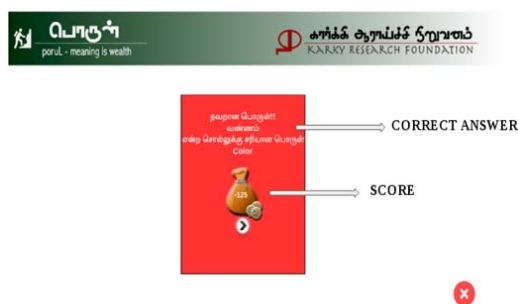 பொருள்
poruL - meaning is wealth
கார்க்கி ஆராய்ச்சி நிறுவனம்
KARKY RESEARCH FOUNDATION
தவறான பொருள்!!
வண்ணம்
என்ற சொல்லுக்கு சரியான பொருள்
Color
CORRECT ANSWER
-125
SCORE